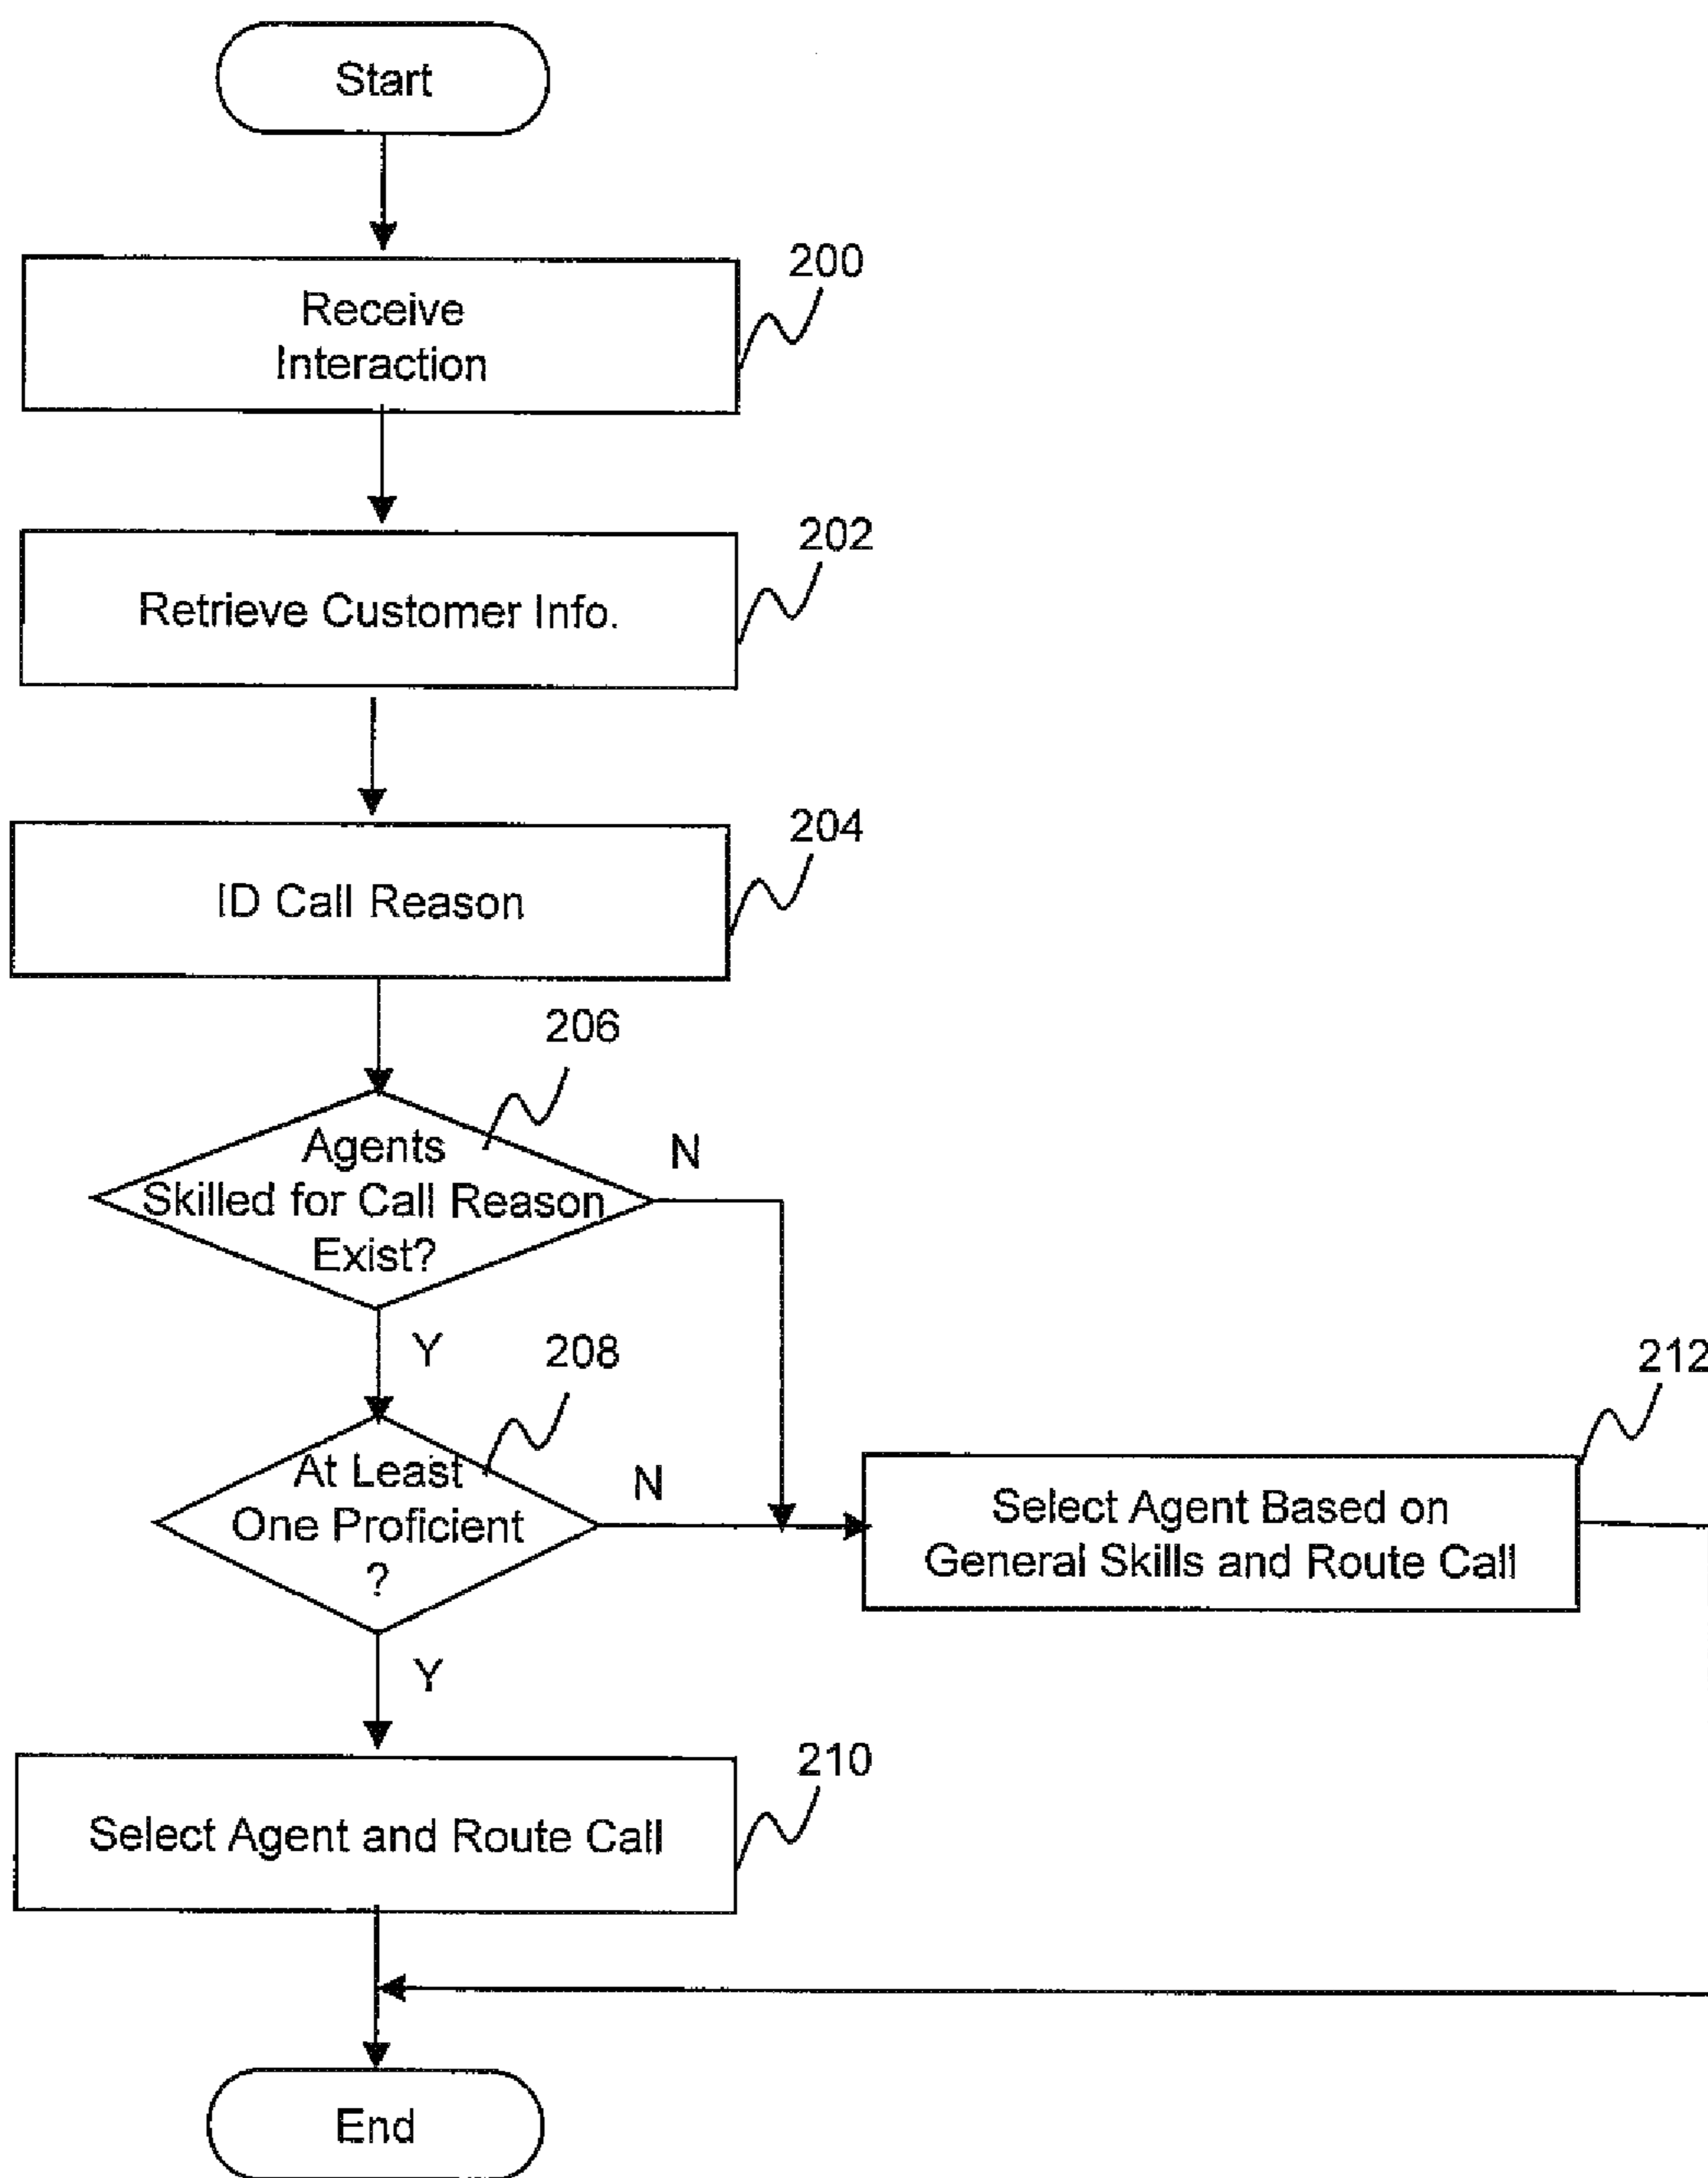 Start
200
Receive
Interaction
202
Retrieve Customer Info.
204
ID Call Reason
206
Agents
Skilled for Call Reason
Exist?
N
Y
208
At Least
One Proficient
?
N
212
Select Agent Based on
General Skills and Route Call
Y
210
Select Agent and Route Call
End